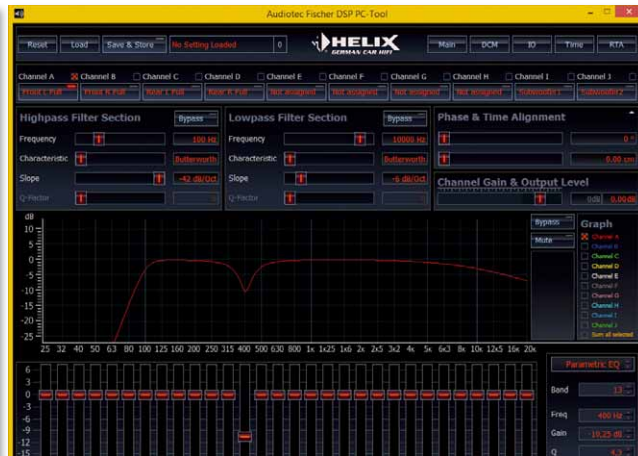 Audiotec Fischer DSP PC-Tool
Reset Load Save & Store No Setting Loaded 0 HELIX GERMAN CAR HIFI Main DCM IO Time RTA
Channel A Channel B Channel C Channel D Channel E Channel F Channel G Channel H Channel I Channel J
Front L Full Front R Full Rear L Full Rear R Full Not assigned Not assigned Not assigned Not assigned Subwoofer1 Subwoofer2
Highpass Filter Section Bypass Lowpass Filter Section Bypass Phase & Time Alignment
Frequency 100 Hz Frequency 10000 Hz 0°
Characteristic Butterworth Characteristic Butterworth 0.00 cm
Slope -42 dB/Oct Slope -6 dB/Oct Channel Gain & Output Level
Q-Factor Q-Factor 0dB 0.00dB
dB
10
5
0
-5
-10
-15
-20
-25
25 32 40 50 63 80 100 125 160 200 250 315 400 500 630 800 1K 1K25 1K6 2K 2K5 3K2 4K 5K 6K3 8K 10K 12K5 16K 20K
Bypass
Mute
Graph
Channel A
Channel B
Channel C
Channel D
Channel E
Channel F
Channel G
Channel H
Channel I
Channel J
Sum all selected
6
3
0
-3
-6
-9
-12
-15
Parametric EQ
Band 13
Freq 400 Hz
Gain -10,25 dB
Q 4,3